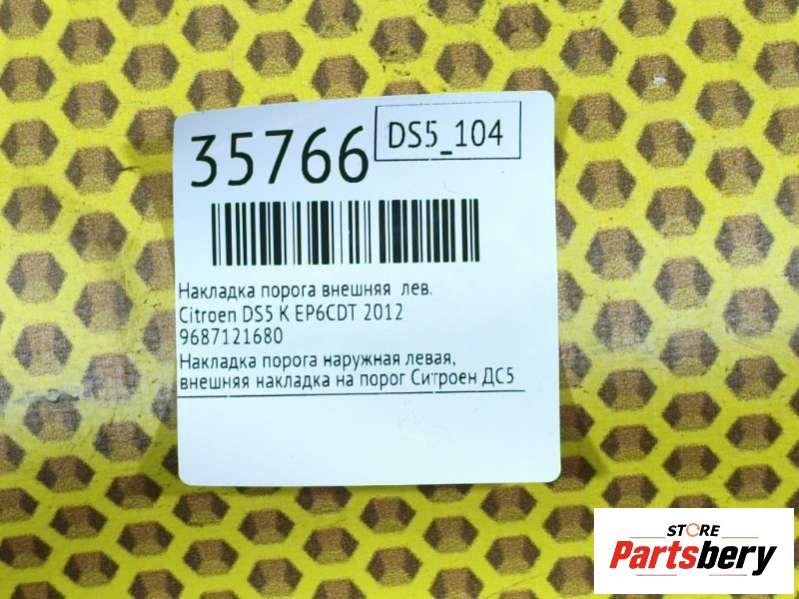 35766
DS5_104
Накладка порога внешняя лев.
Citroen DS5 K EP6CDT 2012
9687121680
Накладка порога наружная левая,
внешняя накладка на порог Ситроен ДС5
STORE
Partsbery